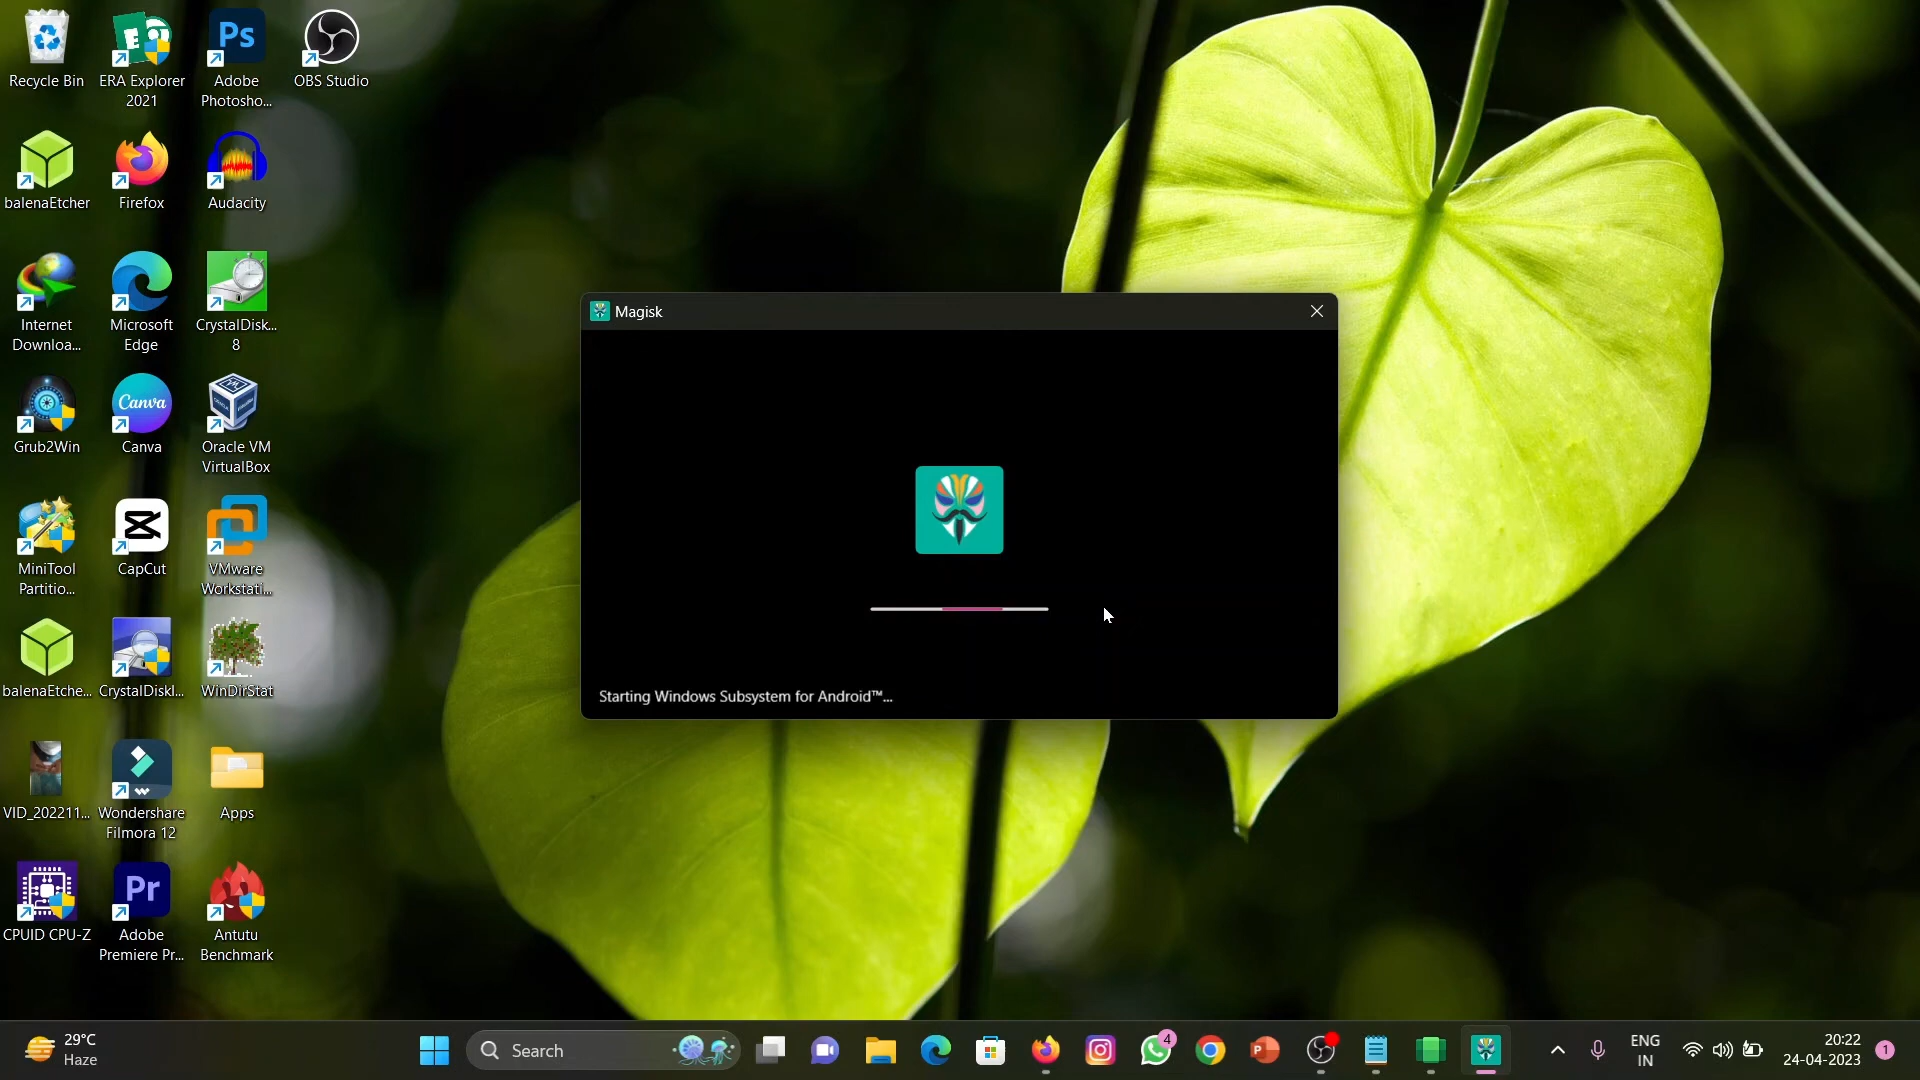 Recycle Bin
ERA Explorer
2021
Ps
Adobe
Photosho...
OBS Studio
balenaEtcher
Firefox
Audacity
Internet
Downloa...
Microsoft
Edge
CrystalDisk...
8
Grub2Win
Canva
Canva
Oracle VM
VirtualBox
MiniTool
Partitio...
CapCut
VMware
Workstati...
balenaEtche...
CrystalDiskI...
WinDirStat
VID_202211...
Wondershare
Filmora 12
Apps
CPUID CPU-Z
Pr
Adobe
Premiere Pr...
Antutu
Benchmark
Magisk
Starting Windows Subsystem for Android™...
29°C
Haze
Search
4
ENG
IN
20:22
24-04-2023
1